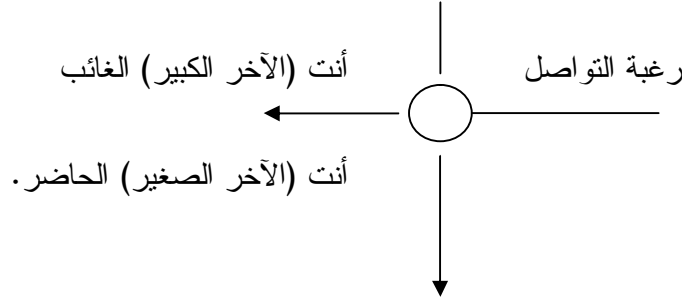 رغبة التواصل
أنت (الآخر الكبير) الغائب
أنت (الآخر الصغير) الحاضر.